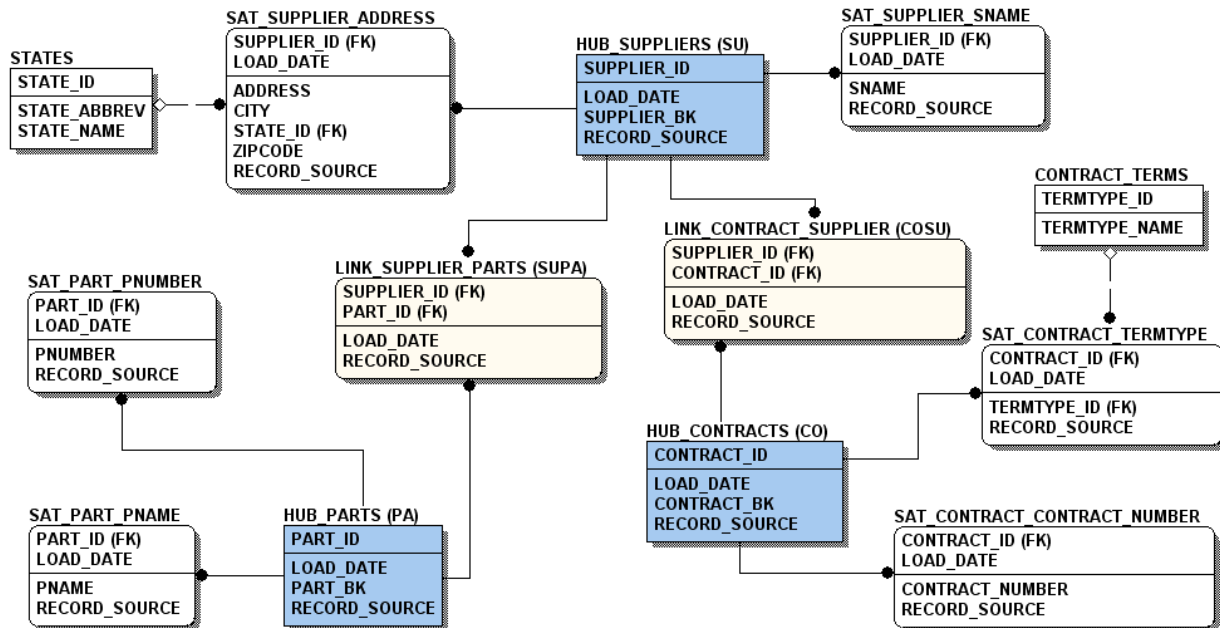 SAT_SUPPLIER_ADDRESS
SUPPLIER_ID (FK)
LOAD_DATE
ADDRESS
CITY
STATE_ID (FK)
ZIPCODE
RECORD_SOURCE
STATES
STATE_ID
STATE_ABBREV
STATE_NAME
HUB_SUPPLIERS (SU)
SUPPLIER_ID
LOAD_DATE
SUPPLIER_BK
RECORD_SOURCE
SAT_SUPPLIER_SNAME
SUPPLIER_ID (FK)
LOAD_DATE
SNAME
RECORD_SOURCE
CONTRACT_TERMS
TERMTYPE_ID
TERMTYPE_NAME
LINK_CONTRACT_SUPPLIER (COSU)
SUPPLIER_ID (FK)
CONTRACT_ID (FK)
LOAD_DATE
RECORD_SOURCE
LINK_SUPPLIER_PARTS (SUPA)
SUPPLIER_ID (FK)
PART_ID (FK)
LOAD_DATE
RECORD_SOURCE
SAT_PART_PNUMBER
PART_ID (FK)
LOAD_DATE
PNUMBER
RECORD_SOURCE
SAT_CONTRACT_TERMTYPE
CONTRACT_ID (FK)
LOAD_DATE
TERMTYPE_ID (FK)
RECORD_SOURCE
HUB_CONTRACTS (CO)
CONTRACT_ID
LOAD_DATE
CONTRACT_BK
RECORD_SOURCE
SAT_PART_PNAME
PART_ID (FK)
LOAD_DATE
PNAME
RECORD_SOURCE
HUB_PARTS (PA)
PART_ID
LOAD_DATE
PART_BK
RECORD_SOURCE
SAT_CONTRACT_CONTRACT_NUMBER
CONTRACT_ID (FK)
LOAD_DATE
CONTRACT_NUMBER
RECORD_SOURCE